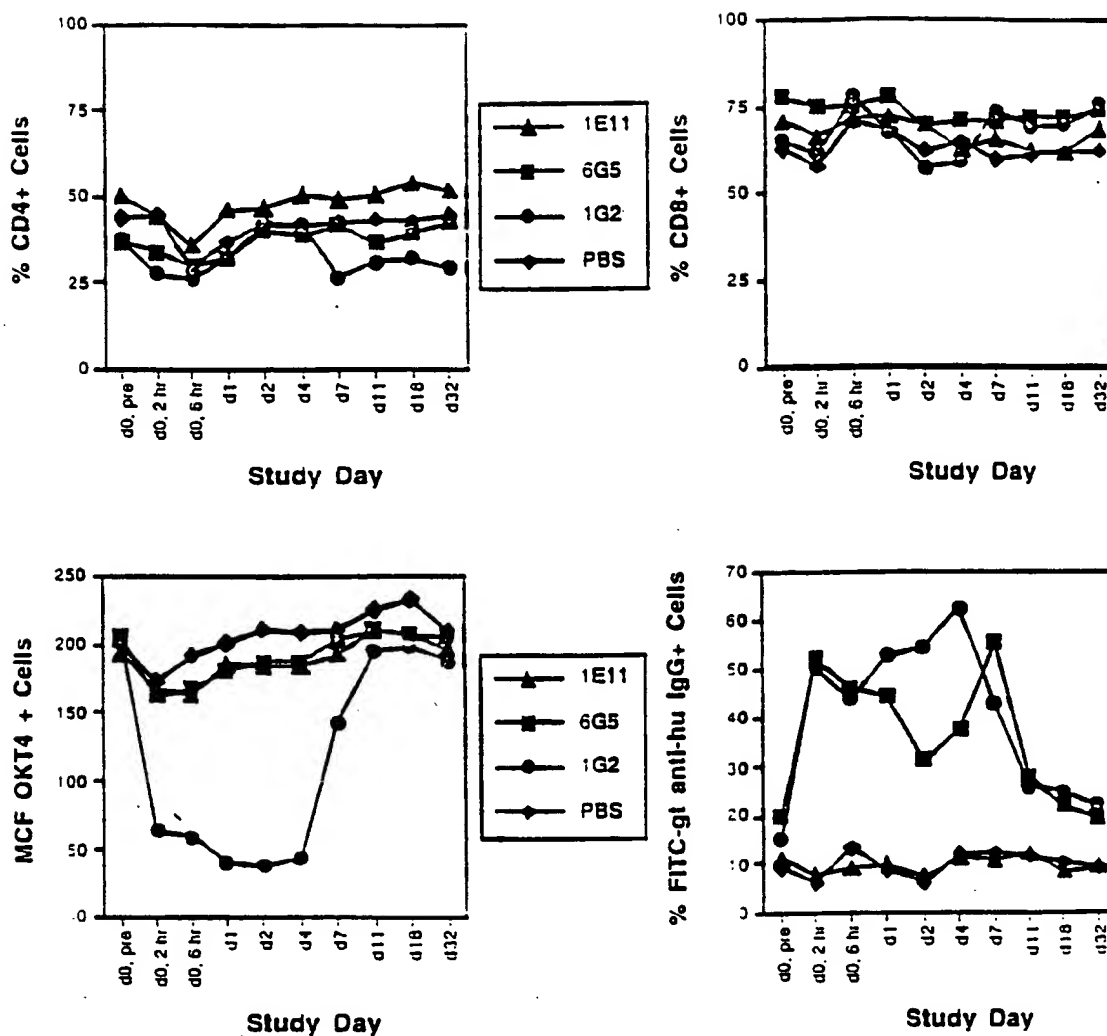 % CD4+ Cells
100
75
50
25
0
d0, pre
d0, 2 hr
d0, 6 hr
d1
d2
d4
d7
d11
d18
d32
Study Day
1E11
6G5
1G2
PBS
% CD8+ Cells
100
75
50
25
0
d0, pre
d0, 2 hr
d0, 6 hr
d1
d2
d4
d7
d11
d18
d32
Study Day
MCF OKT4 + Cells
250
200
150
100
50
0
d0, pre
d0, 2 hr
d0, 6 hr
d1
d2
d4
d7
d11
d18
d32
Study Day
1E11
6G5
1G2
PBS
% FITC-gt anti-hu IgG+ Cells
70
60
50
40
30
20
10
0
d0, pre
d0, 2 hr
d0, 6 hr
d1
d2
d4
d7
d11
d18
d32
Study Day